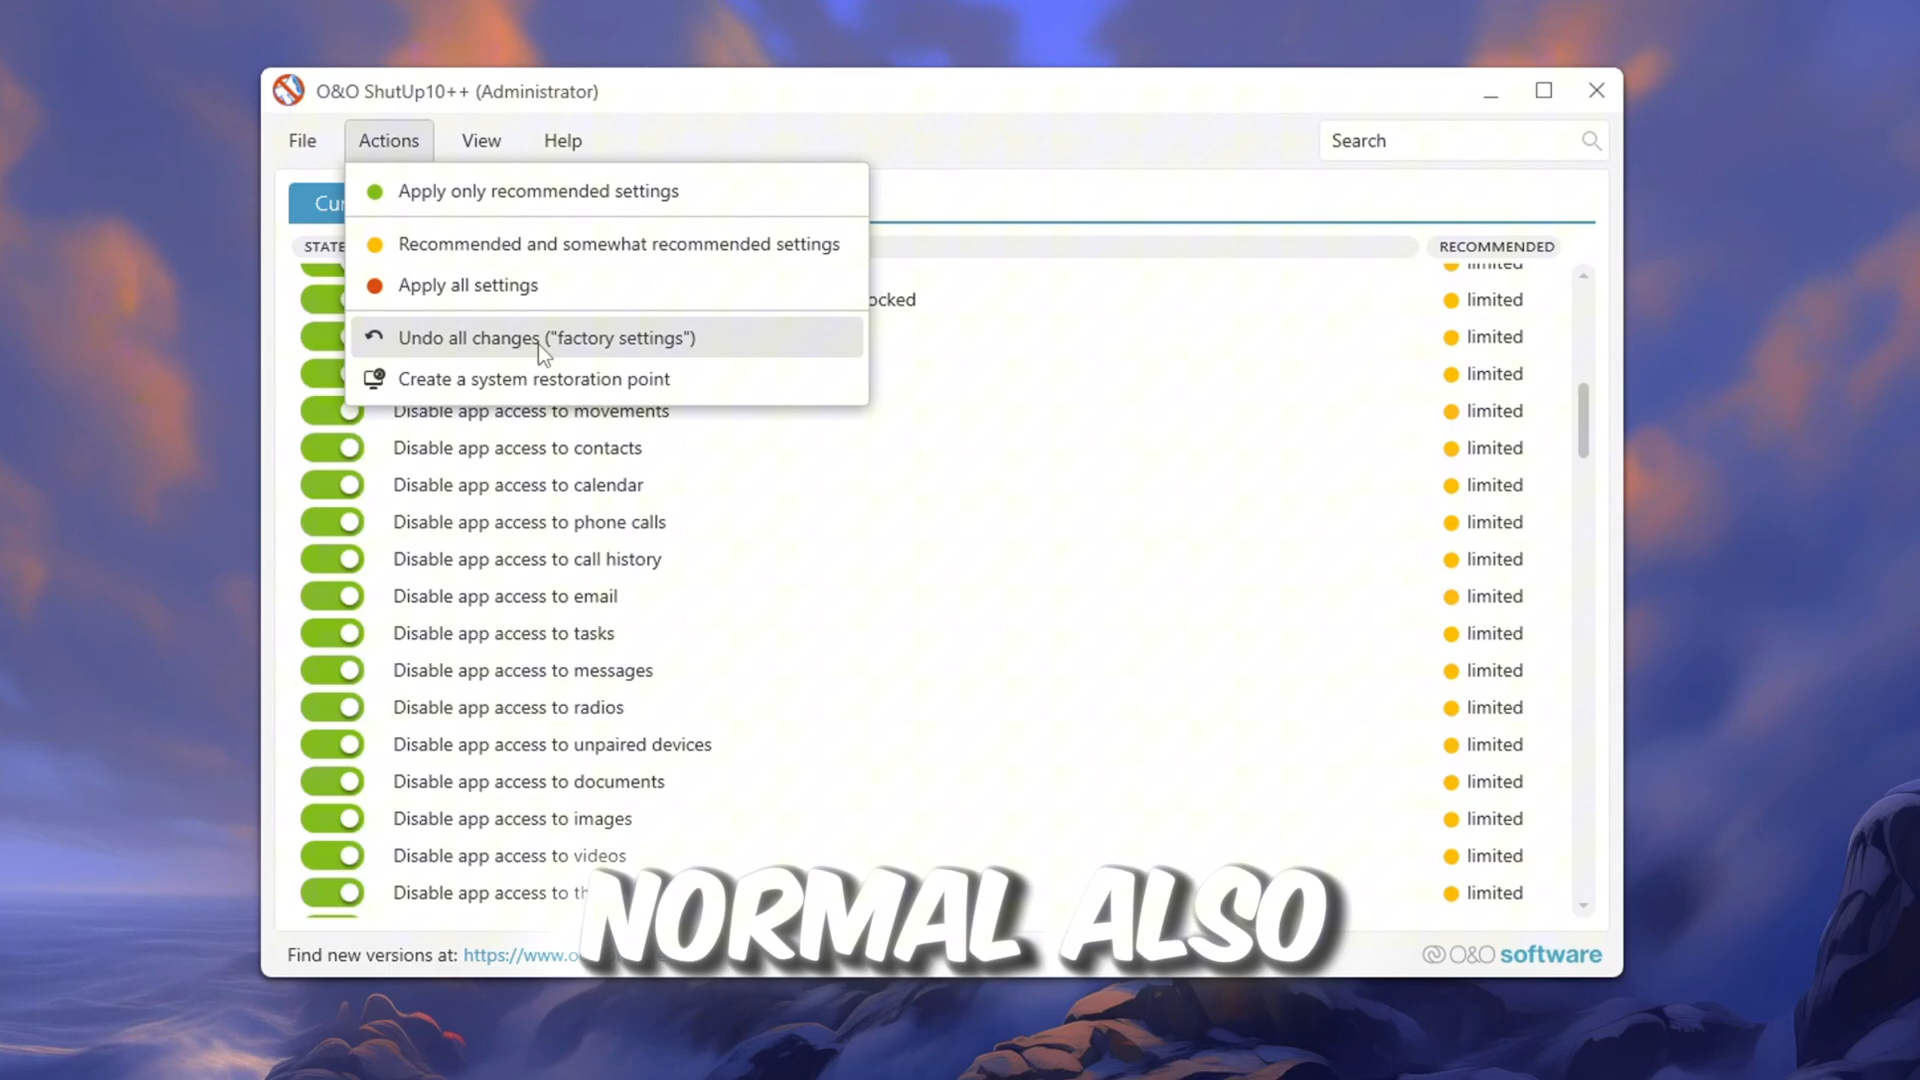 O&O ShutUp10++ (Administrator)
File Actions View Help Search
Apply only recommended settings
Cur
Recommended and somewhat recommended settings
STATE RECOMMENDED
limited
Apply all settings
ocked limited
Undo all changes ("factory settings") limited
Create a system restoration point limited
Disable app access to movements limited
Disable app access to contacts limited
Disable app access to calendar limited
Disable app access to phone calls limited
Disable app access to call history limited
Disable app access to email limited
Disable app access to tasks limited
Disable app access to messages limited
Disable app access to radios limited
Disable app access to unpaired devices limited
Disable app access to documents limited
Disable app access to images limited
Disable app access to videos limited
Disable app access to th limited
NORMAL ALSO
Find new versions at: https://www.o O&O software